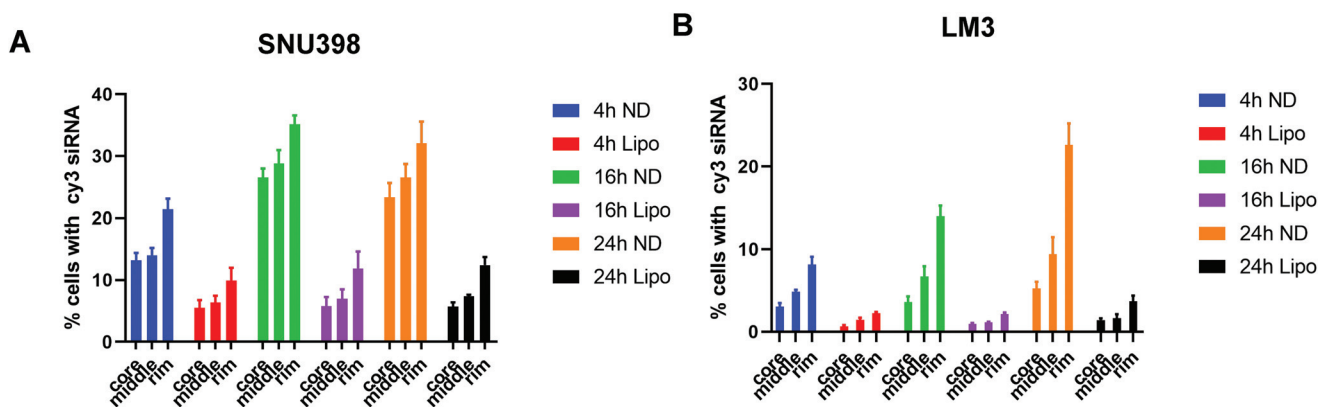 A
SNU398
% cells with cy3 siRNA
40
30
20
10
0
core
middle
rim
core
middle
rim
core
middle
rim
core
middle
rim
core
middle
rim
core
middle
rim
4h ND
4h Lipo
16h ND
16h Lipo
24h ND
24h Lipo
B
LM3
% cells with cy3 siRNA
30
20
10
0
core
middle
rim
core
middle
rim
core
middle
rim
core
middle
rim
core
middle
rim
core
middle
rim
4h ND
4h Lipo
16h ND
16h Lipo
24h ND
24h Lipo